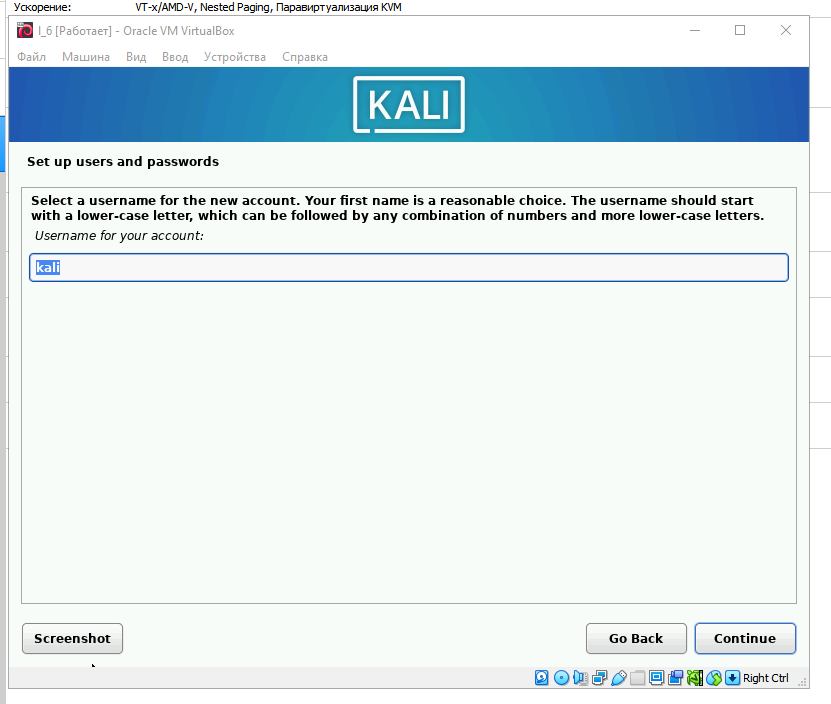 Ускорение: VT-x/AMD-V, Nested Paging, Паравиртуализация KVM
l_6 [Работает] - Oracle VM VirtualBox
Файл Машина Вид Ввод Устройства Справка
KALI
Set up users and passwords
Select a username for the new account. Your first name is a reasonable choice. The username should start
with a lower-case letter, which can be followed by any combination of numbers and more lower-case letters.
Username for your account:
kali
Screenshot Go Back Continue
Right Ctrl